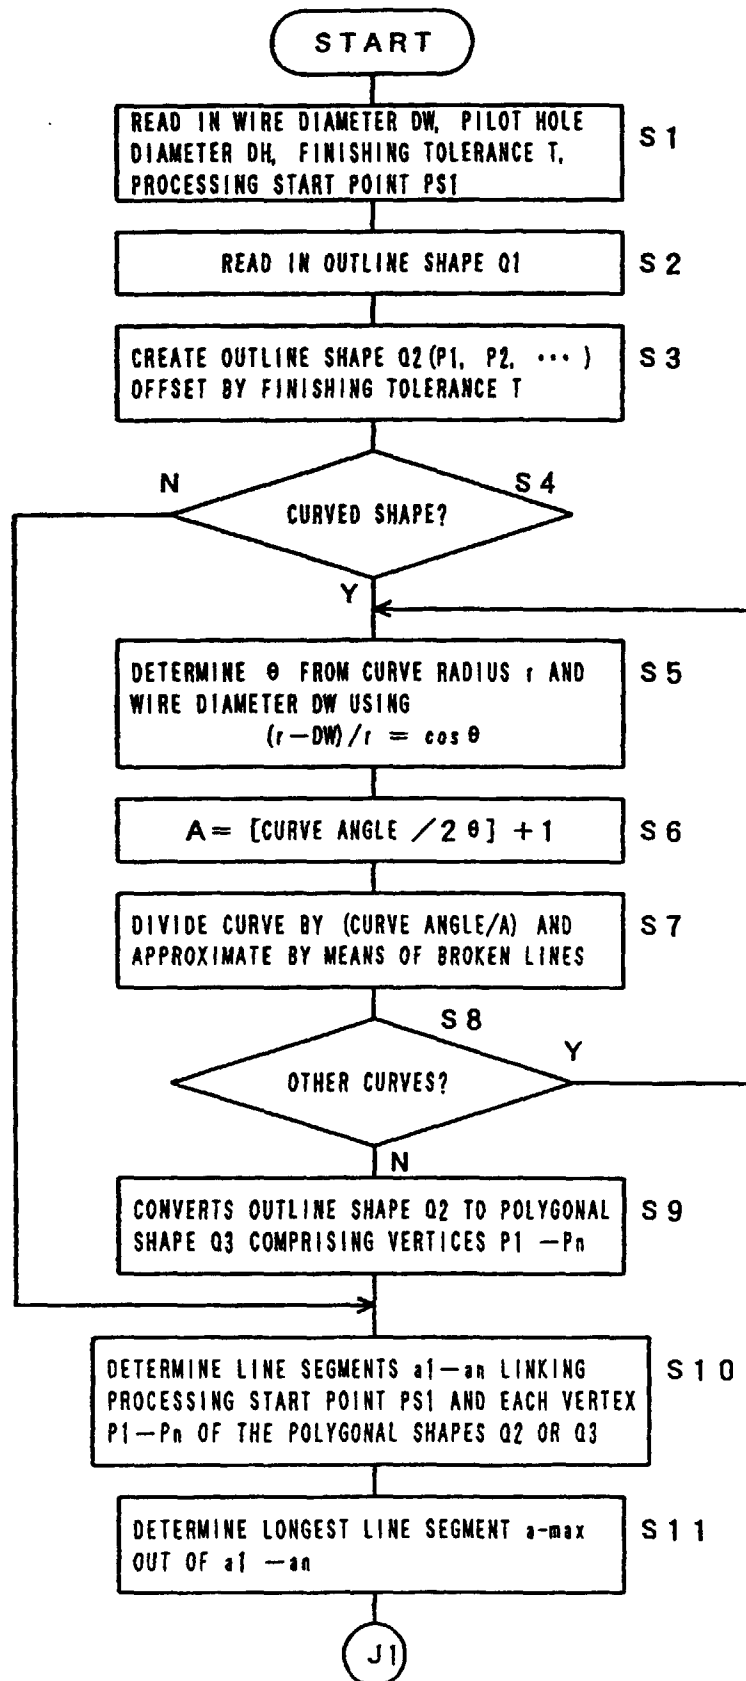 START
READ IN WIRE DIAMETER DW, PILOT HOLE
DIAMETER DH, FINISHING TOLERANCE T,
PROCESSING START POINT PS1
S1
READ IN OUTLINE SHAPE Q1
S2
CREATE OUTLINE SHAPE Q2(P1, P2, ··· )
OFFSET BY FINISHING TOLERANCE T
S3
N
S4
CURVED SHAPE?
Y
DETERMINE θ FROM CURVE RADIUS r AND
WIRE DIAMETER DW USING
(r−DW)/r = cos θ
S5
A= [CURVE ANGLE /2 θ] +1
S6
DIVIDE CURVE BY (CURVE ANGLE/A) AND
APPROXIMATE BY MEANS OF BROKEN LINES
S7
S8
Y
OTHER CURVES?
N
CONVERTS OUTLINE SHAPE Q2 TO POLYGONAL
SHAPE Q3 COMPRISING VERTICES P1 −Pn
S9
DETERMINE LINE SEGMENTS a1−an LINKING
PROCESSING START POINT PS1 AND EACH VERTEX
P1−Pn OF THE POLYGONAL SHAPES Q2 OR Q3
S10
DETERMINE LONGEST LINE SEGMENT a-max
OUT OF a1 −an
S11
J1